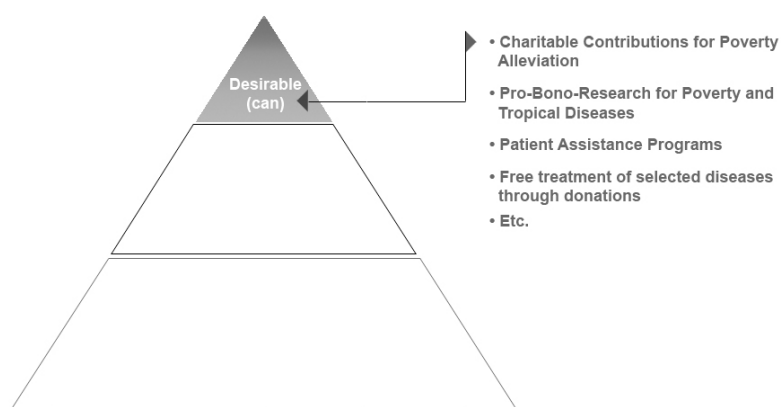 Desirable
(can)
• Charitable Contributions for Poverty
Alleviation
• Pro-Bono-Research for Poverty and
Tropical Diseases
• Patient Assistance Programs
• Free treatment of selected diseases
through donations
• Etc.